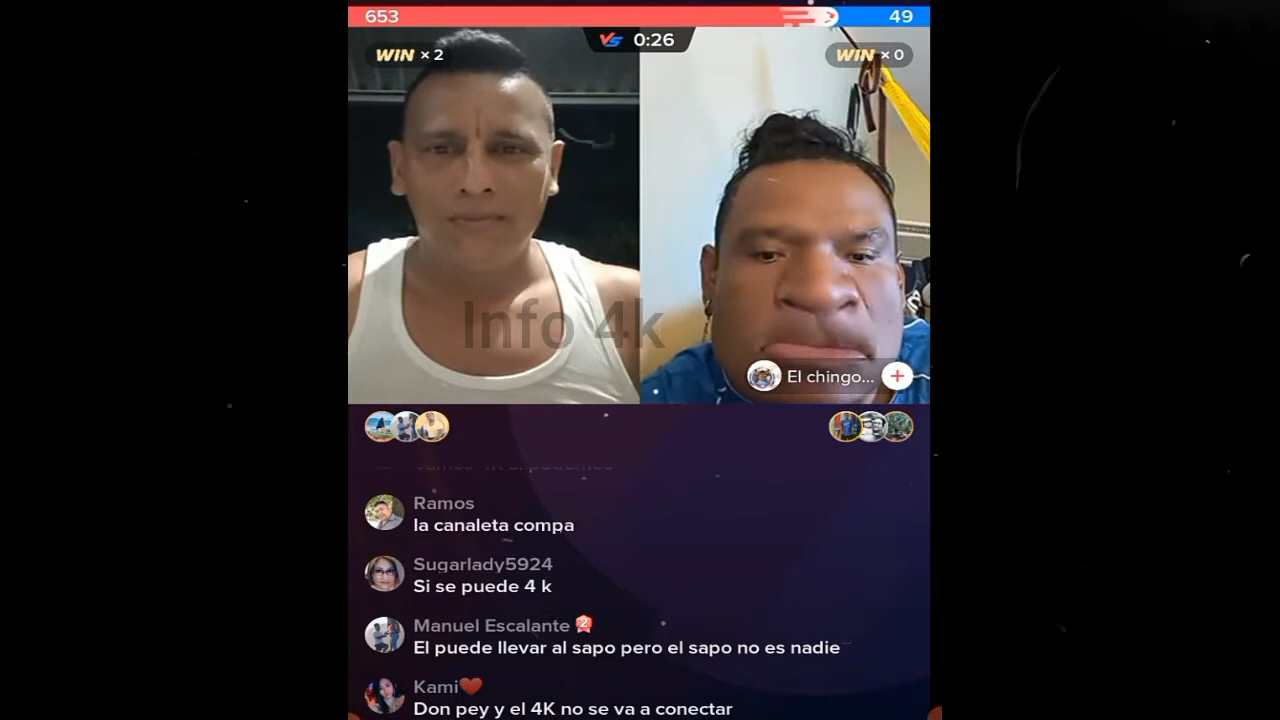 653
49
VS 0:26
WIN × 2
WIN × 0
Info 4k
El chingo...
Ramos
la canaleta compa
Sugarlady5924
Si se puede 4 k
Manuel Escalante 2
El puede llevar al sapo pero el sapo no es nadie
Kami❤️
Don pey y el 4K no se va a conectar